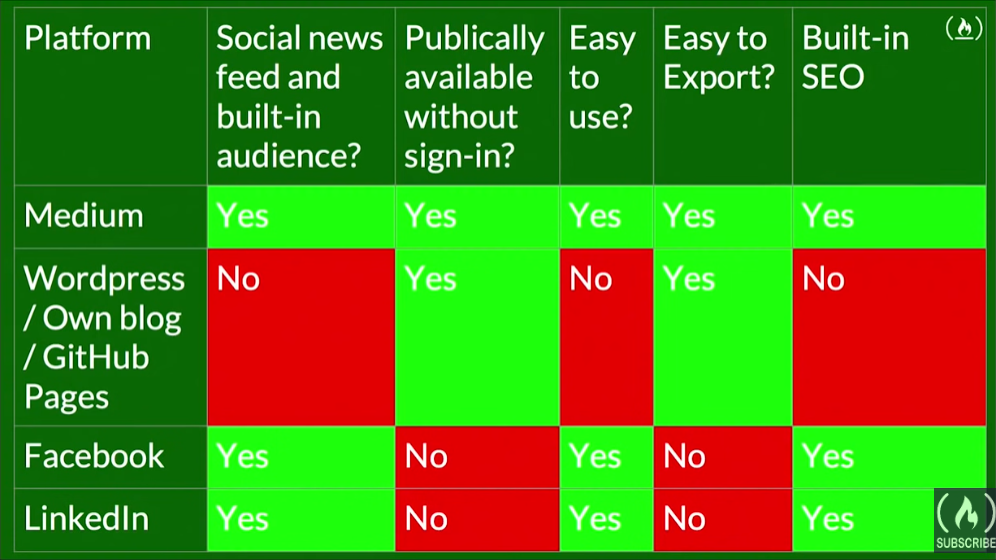 Platform
Social news
feed and
built-in
audience?
Publically
available
without
sign-in?
Easy
to
use?
Easy to
Export?
Built-in
SEO
Medium
Yes
Yes
Yes
Yes
Yes
Wordpress
/ Own blog
/ GitHub
Pages
No
Yes
No
Yes
No
Facebook
Yes
No
Yes
No
Yes
LinkedIn
Yes
No
Yes
No
Yes
SUBSCRIBE